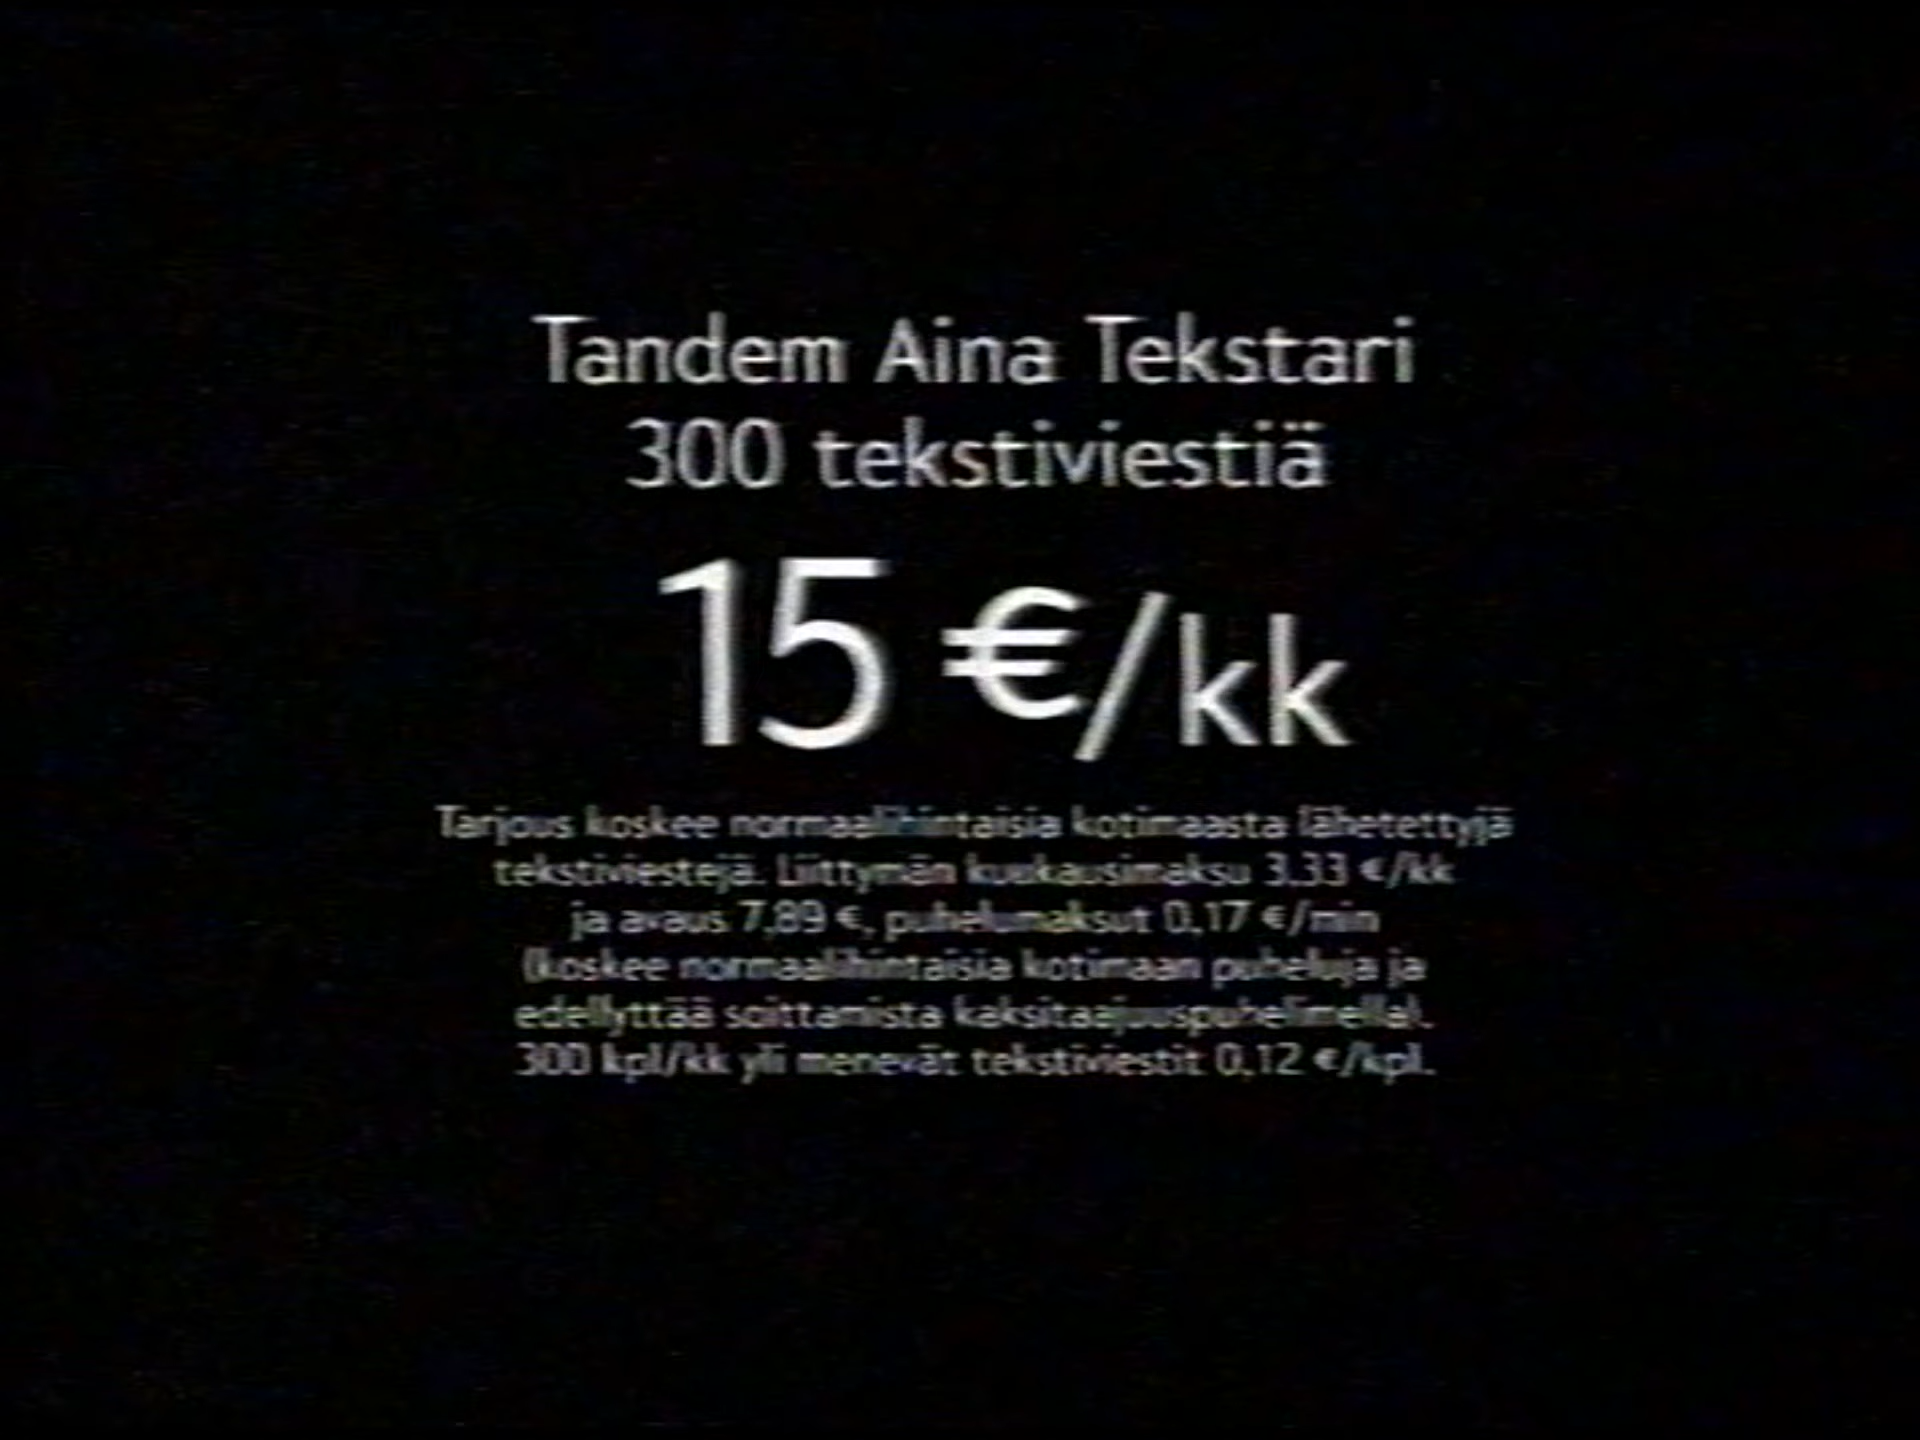 Tandem Aina Tekstari
300 tekstiviestiä
15 €/kk
Tarjous koskee normaalihintaisia kotimaasta lähetettyjä
tekstiviestejä. Liittymän kuukausimaksu 3,33 €/kk
ja avaus 7,89 €, puhelumaksut 0,17 €/min
(koskee normaalihintaisia kotimaan puheluja ja
edellyttää soittamista kaksitaajuuspuhelimella).
300 kpl/kk yli menevät tekstiviestit 0,12 €/kpl.